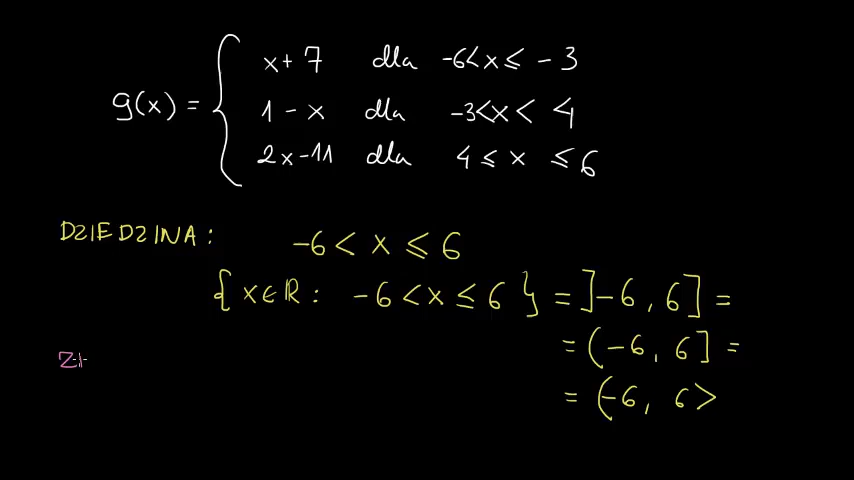 g(x) = { x + 7 dla -6 < x ≤ -3
1 - x dla -3 < x < 4
2x - 11 dla 4 ≤ x ≤ 6
DZIEDZINA: -6 < x ≤ 6
{ x ∈ ℝ : -6 < x ≤ 6 } = ]-6, 6] =
= (-6, 6] =
= (-6, 6>